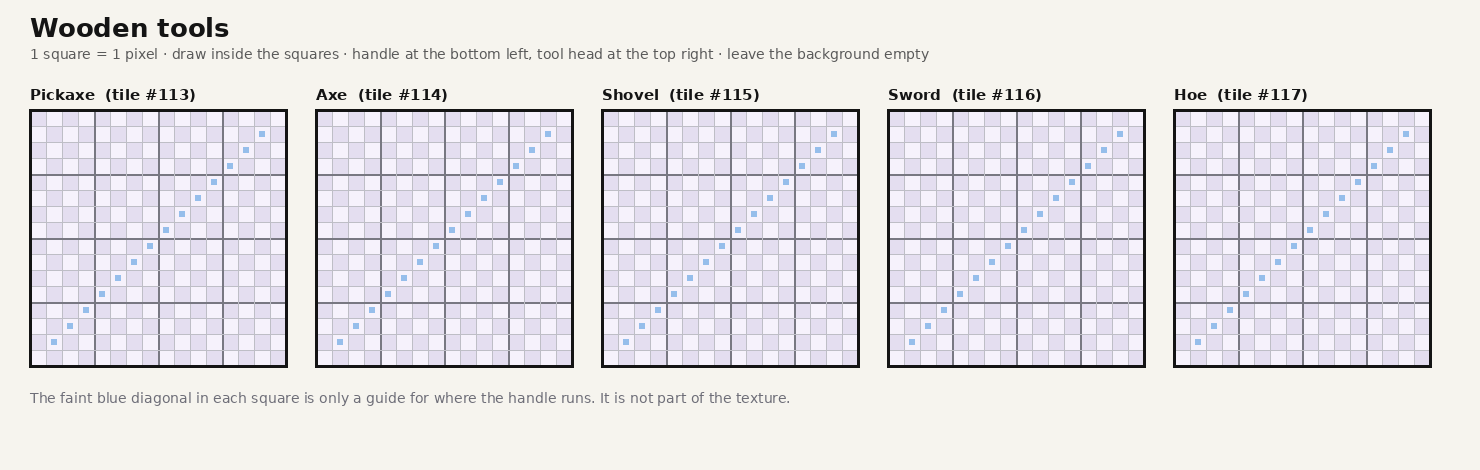 Wooden tools
1 square = 1 pixel · draw inside the squares · handle at the bottom left, tool head at the top right · leave the background empty
Pickaxe (tile #113)
Axe (tile #114)
Shovel (tile #115)
Sword (tile #116)
Hoe (tile #117)
The faint blue diagonal in each square is only a guide for where the handle runs. It is not part of the texture.